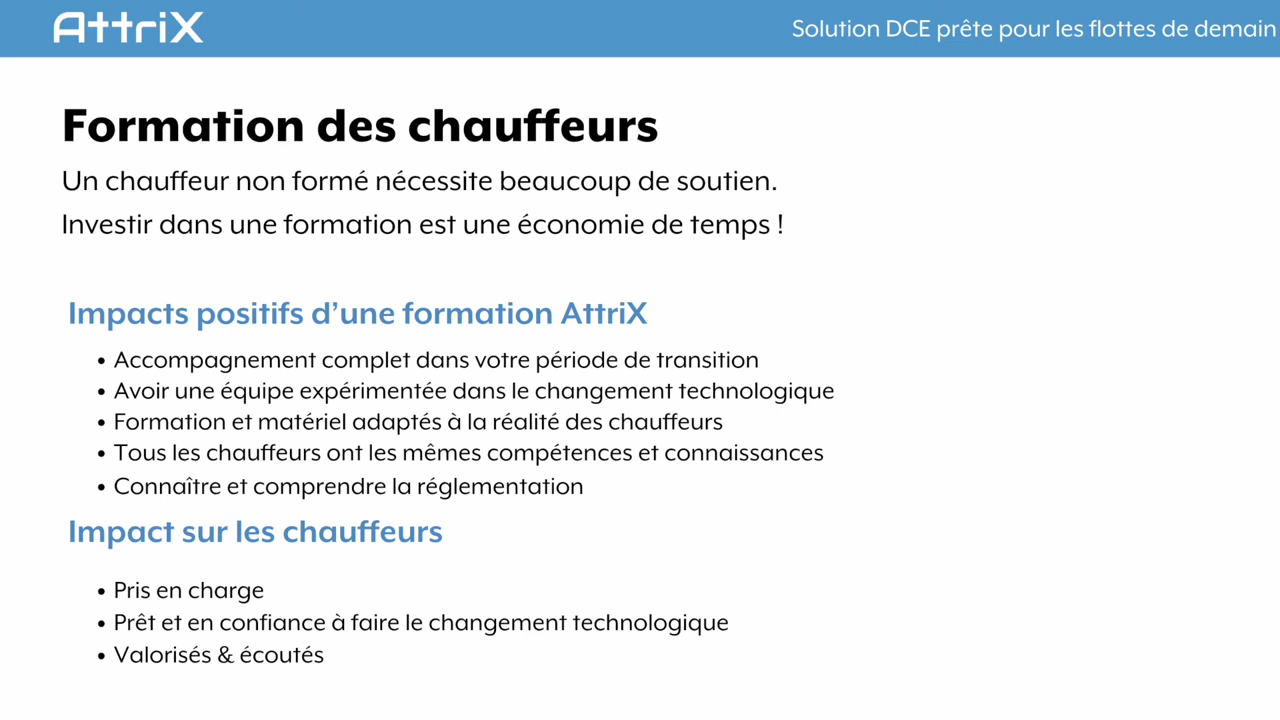 AttriX
Solution DCE prête pour les flottes de demain
Formation des chauffeurs
Un chauffeur non formé nécessite beaucoup de soutien.
Investir dans une formation est une économie de temps !
Impacts positifs d’une formation AttriX
• Accompagnement complet dans votre période de transition
• Avoir une équipe expérimentée dans le changement technologique
• Formation et matériel adaptés à la réalité des chauffeurs
• Tous les chauffeurs ont les mêmes compétences et connaissances
• Connaître et comprendre la réglementation
Impact sur les chauffeurs
• Pris en charge
• Prêt et en confiance à faire le changement technologique
• Valorisés & écoutés